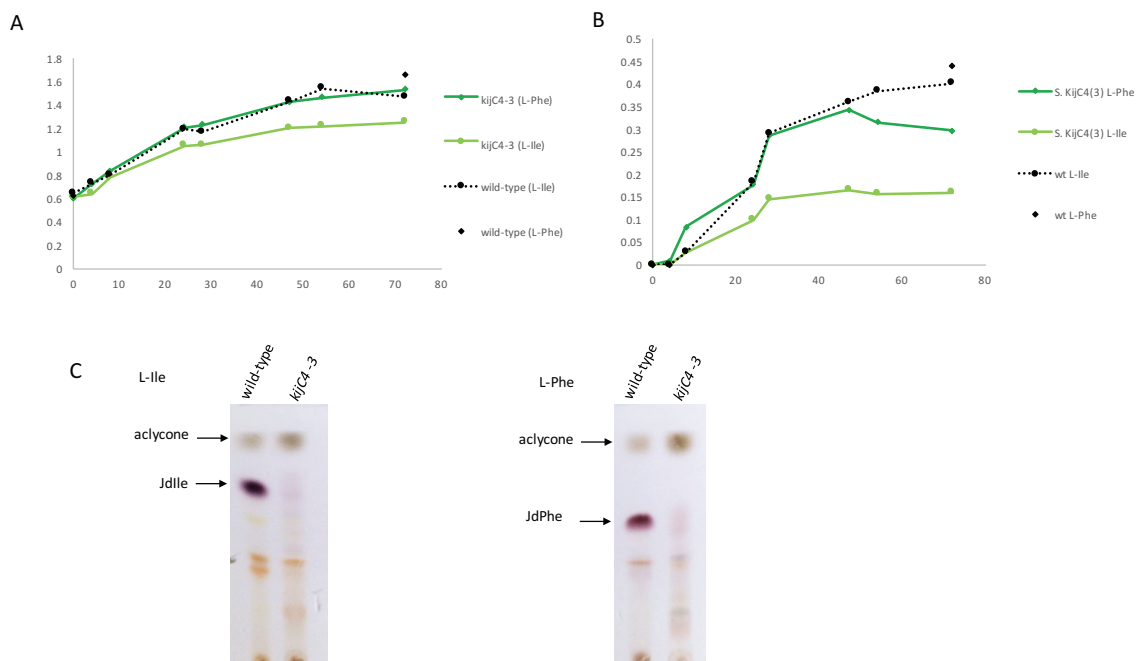 A
1.8
1.6
1.4
1.2
1
0.8
0.6
0.4
0.2
0
0 10 20 30 40 50 60 70 80
kijC4-3 (L-Phe)
kijC4-3 (L-Ile)
wild-type (L-Ile)
wild-type (L-Phe)
B
0.5
0.45
0.4
0.35
0.3
0.25
0.2
0.15
0.1
0.05
0
0 20 40 60 80
S. KijC4(3) L-Phe
S. KijC4(3) L-Ile
wt L-Ile
wt L-Phe
C
L-Ile
wild-type
kijC4 -3
aclycone
JdIle
L-Phe
wild-type
kijC4 -3
aclycone
JdPhe